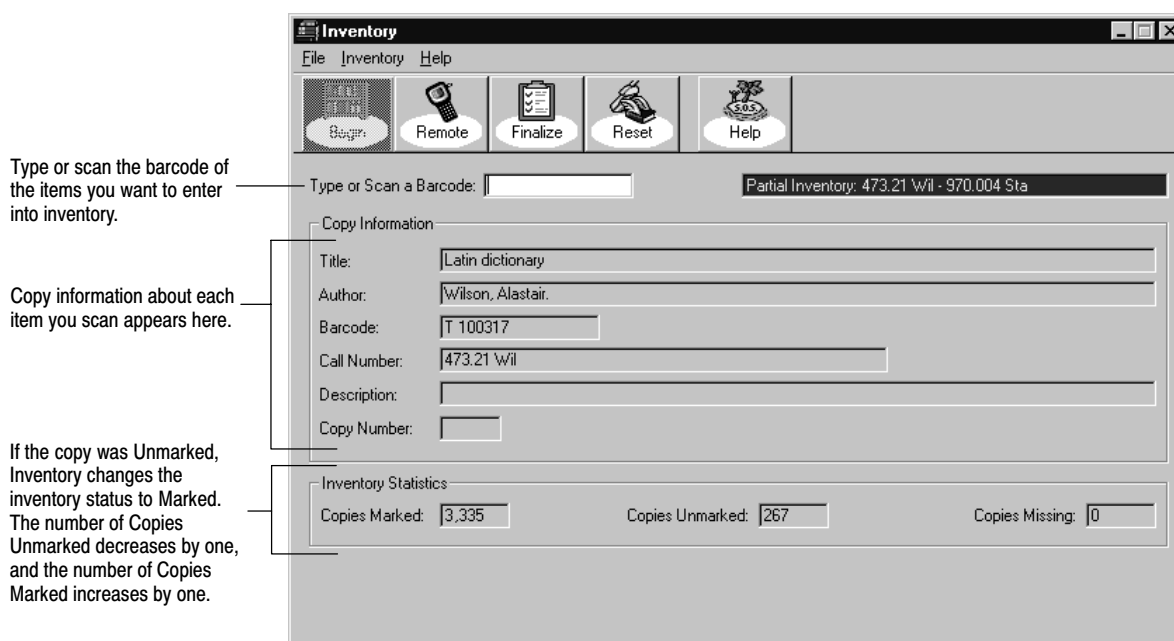 Inventory
File Inventory Help
Begin
Remote
Finalize
Reset
S.O.S.
Help
Type or scan the barcode of
the items you want to enter
into inventory.
Type or Scan a Barcode:
Partial Inventory: 473.21 Wil - 970.004 Sta
Copy Information
Title: Latin dictionary
Copy information about each
item you scan appears here.
Author: Wilson, Alastair.
Barcode: T 100317
Call Number: 473.21 Wil
Description:
Copy Number:
If the copy was Unmarked,
Inventory changes the
inventory status to Marked.
The number of Copies
Unmarked decreases by one,
and the number of Copies
Marked increases by one.
Inventory Statistics
Copies Marked: 3,335 Copies Unmarked: 267 Copies Missing: 0